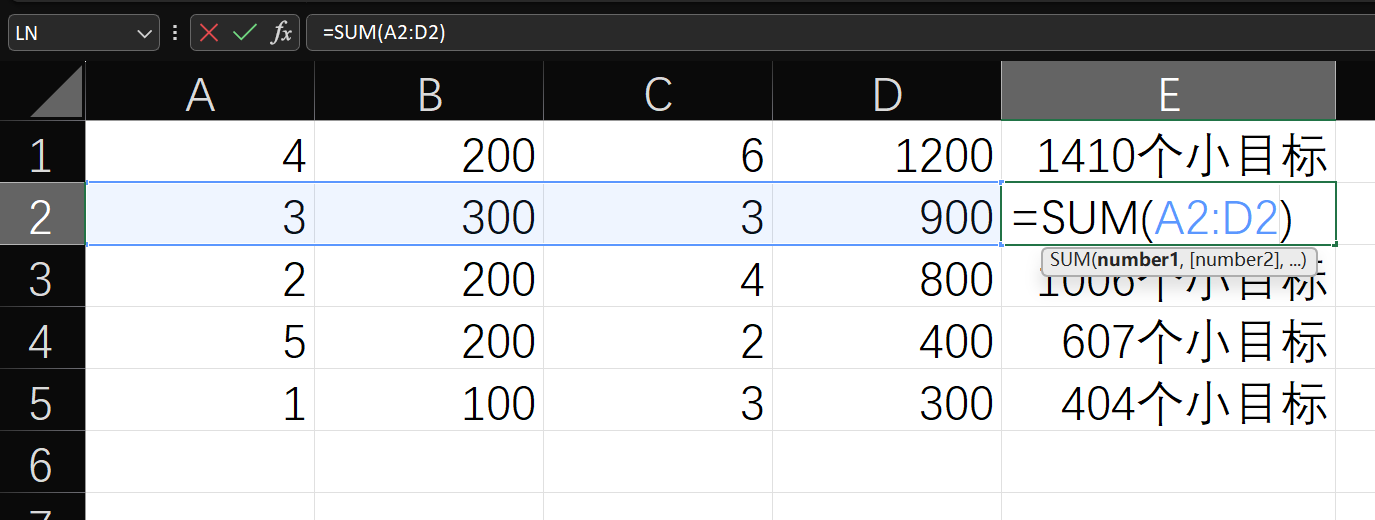 LN
=SUM(A2:D2)
A B C D E
1 4 200 6 1200 1410个小目标
2 3 300 3 900 =SUM(A2:D2)
SUM(number1, [number2], ...)
3 2 200 4 800 1006个小目标
4 5 200 2 400 607个小目标
5 1 100 3 300 404个小目标
6
7